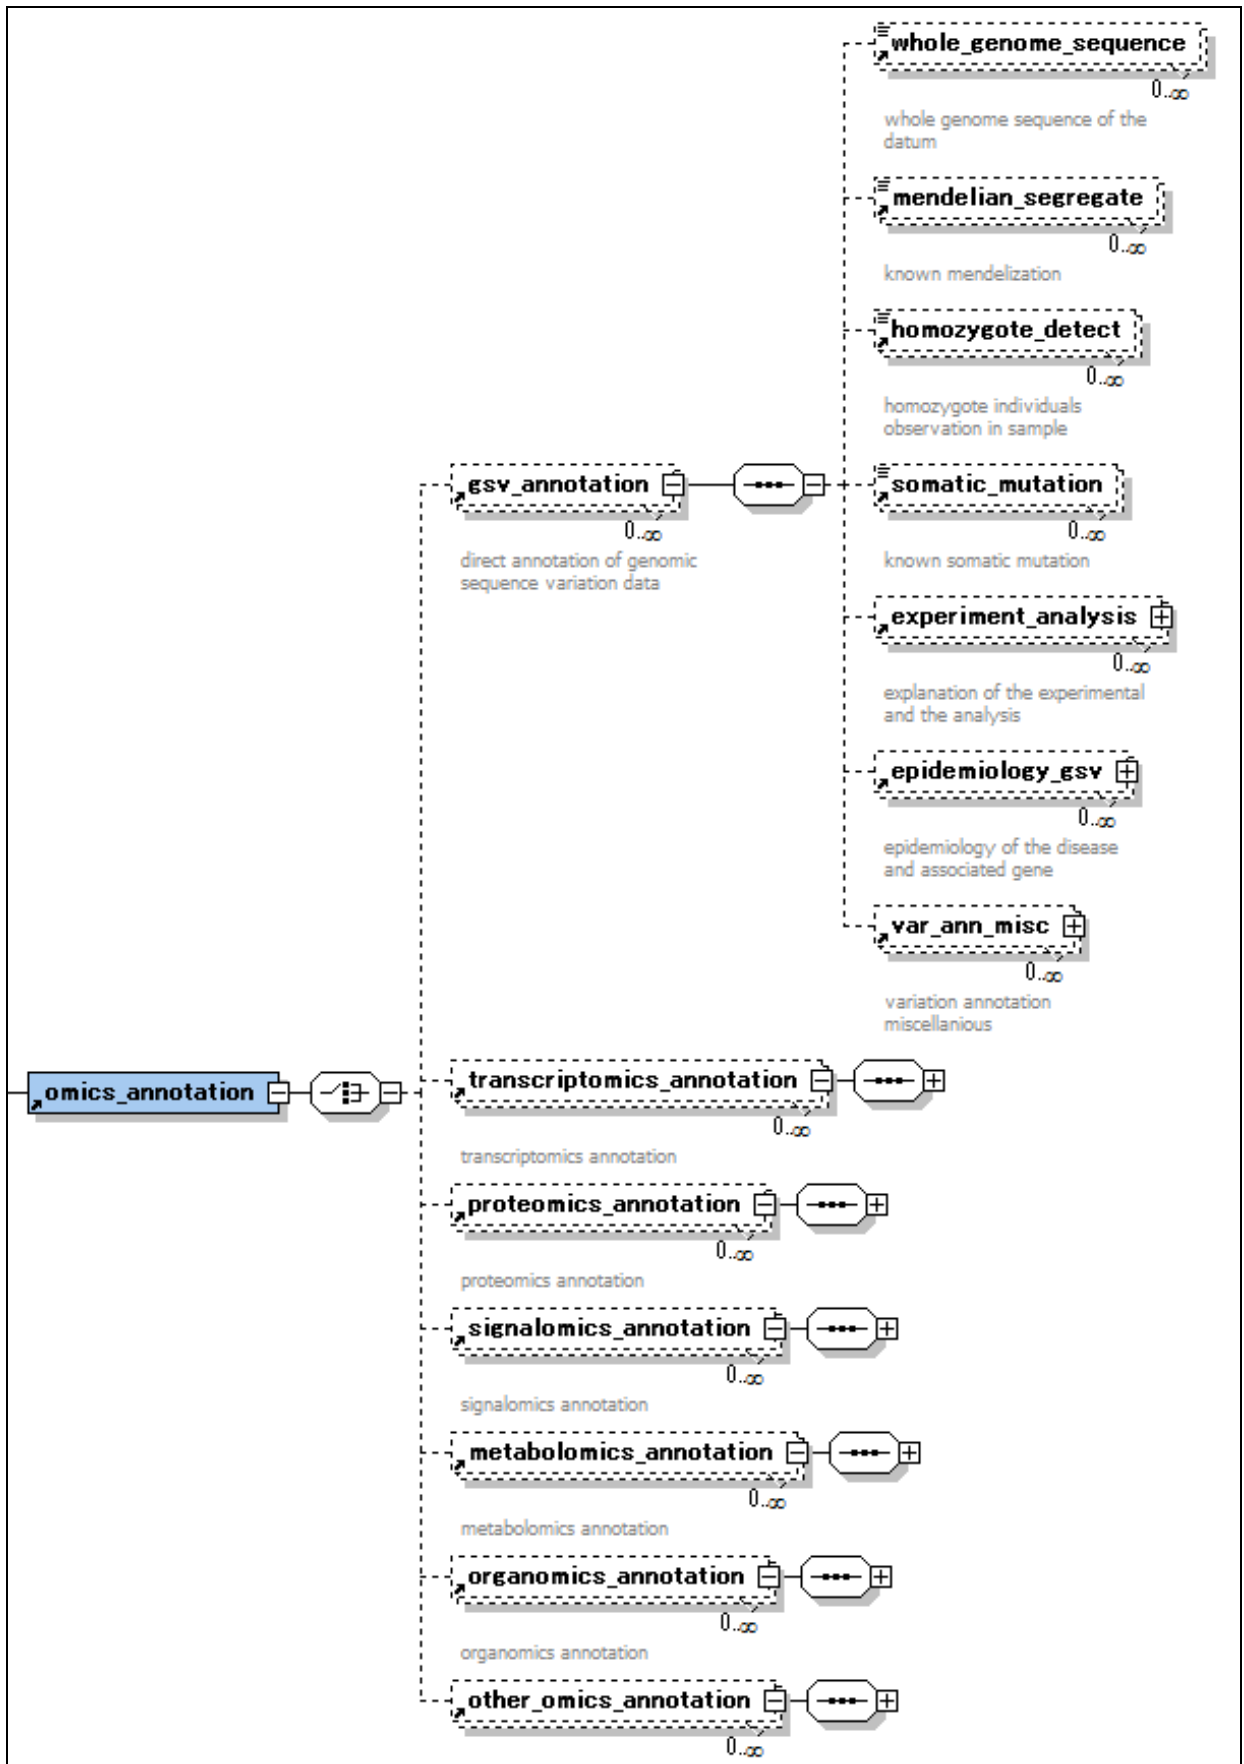 whole_genome_sequence
0..∞
whole genome sequence of the
datum
mendelian_segregate
0..∞
known mendelization
homozygote_detect
0..∞
homozygote individuals
observation in sample
gsv_annotation
0..∞
direct annotation of genomic
sequence variation data
somatic_mutation
0..∞
known somatic mutation
experiment_analysis
0..∞
explanation of the experimental
and the analysis
epidemiology_gsv
0..∞
epidemiology of the disease
and associated gene
var_ann_misc
0..∞
variation annotation
miscellanious
omics_annotation
transcriptomics_annotation
0..∞
transcriptomics annotation
proteomics_annotation
0..∞
proteomics annotation
signalomics_annotation
0..∞
signalomics annotation
metabolomics_annotation
0..∞
metabolomics annotation
organomics_annotation
0..∞
organomics annotation
other_omics_annotation
0..∞